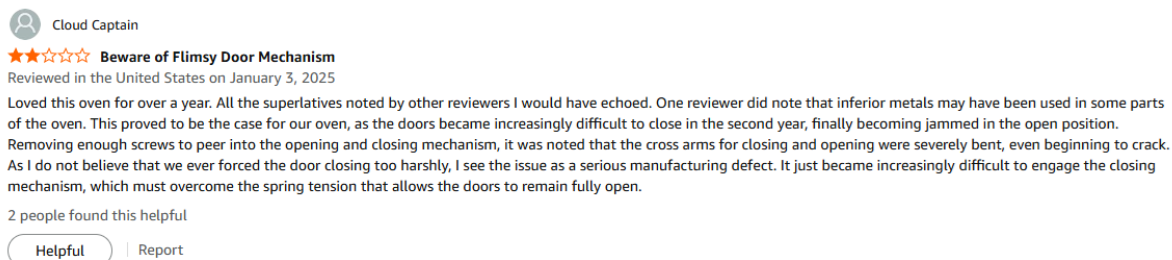 Cloud Captain
Beware of Flimsy Door Mechanism
Reviewed in the United States on January 3, 2025
Loved this oven for over a year. All the superlatives noted by other reviewers I would have echoed. One reviewer did note that inferior metals may have been used in some parts
of the oven. This proved to be the case for our oven, as the doors became increasingly difficult to close in the second year, finally becoming jammed in the open position.
Removing enough screws to peer into the opening and closing mechanism, it was noted that the cross arms for closing and opening were severely bent, even beginning to crack.
As I do not believe that we ever forced the door closing too harshly, I see the issue as a serious manufacturing defect. It just became increasingly difficult to engage the closing
mechanism, which must overcome the spring tension that allows the doors to remain fully open.
2 people found this helpful
Helpful | Report